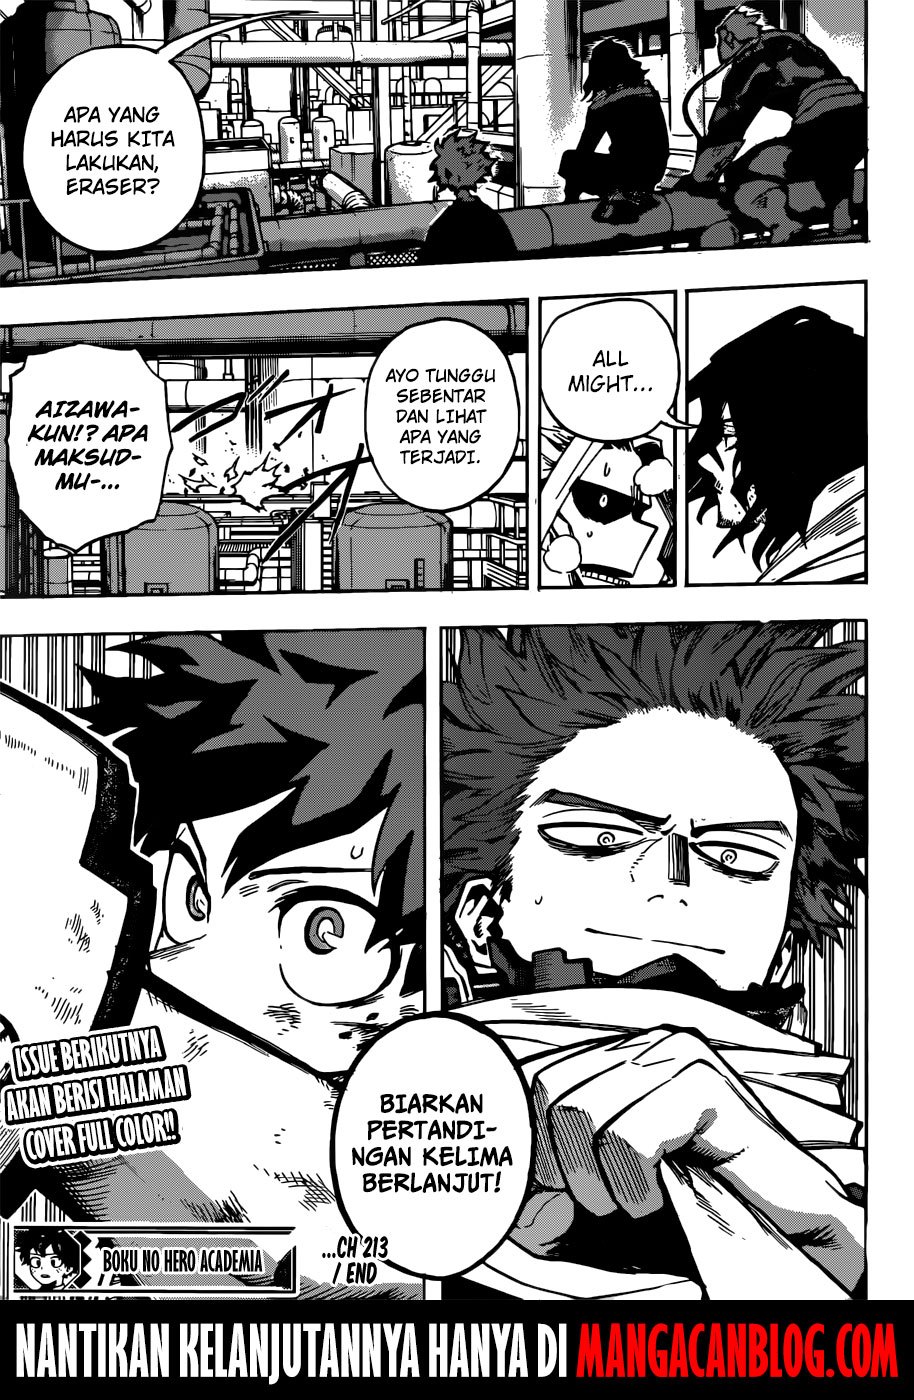 APA YANG
HARUS KITA
LAKUKAN,
ERASER?
ALL
MIGHT...
AYO TUNGGU
SEBENTAR
DAN LIHAT
APA YANG
TERJADI.
AIZAWA-
KUN!? APA
MAKSUD-
MU-...
BIARKAN
PERTANDI-
NGAN KELIMA
BERLANJUT!
ISSUE BERIKUTNYA
AKAN BERISI HALAMAN
COVER FULL COLOR!!
BOKU NO HERO ACADEMIA
...CH 213
/ END
NANTIKAN KELANJUTANNYA HANYA DI MANGACANBLOG.COM